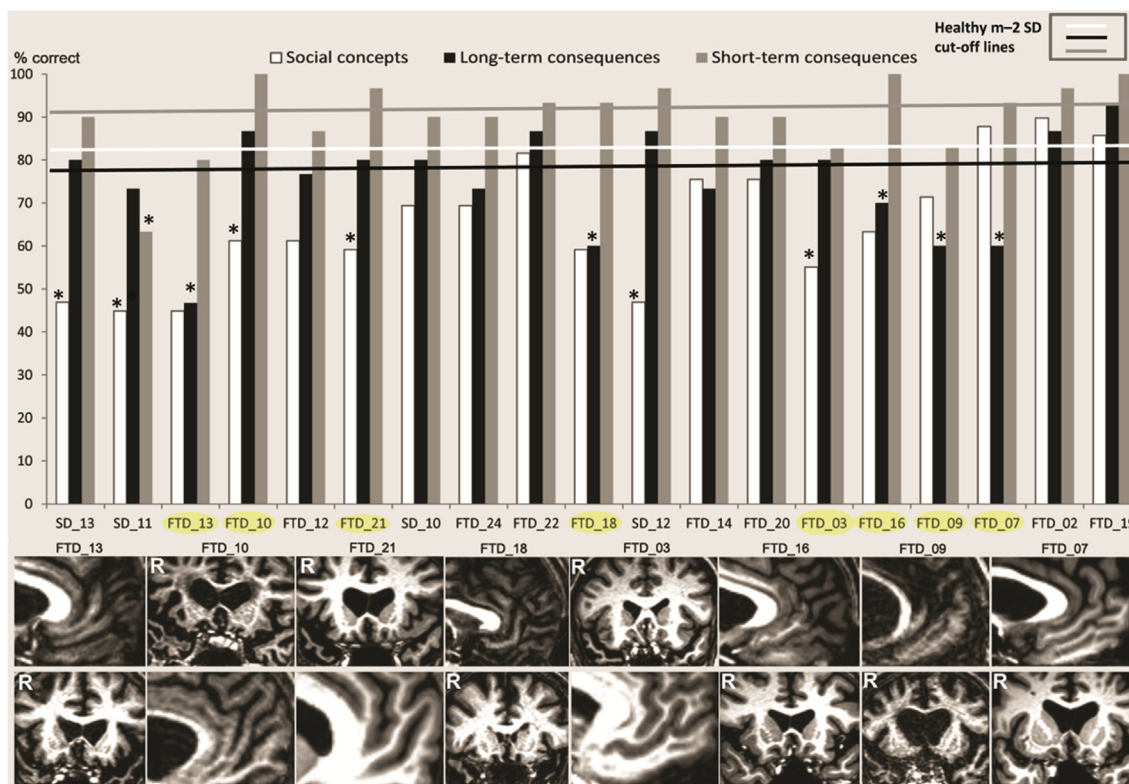 Healthy m–2 SD
cut-off lines
% correct
Social concepts Long-term consequences Short-term consequences
100
90
80
70
60
50
40
30
20
10
0
* * * * * * * * * * * * *
SD_13 SD_11 FTD_13 FTD_10 FTD_12 FTD_21 SD_10 FTD_24 FTD_22 FTD_18 SD_12 FTD_14 FTD_20 FTD_03 FTD_16 FTD_09 FTD_07 FTD_02 FTD_19
FTD_13 FTD_10 FTD_21 FTD_18 FTD_03 FTD_16 FTD_09 FTD_07
R R R
R R R R R